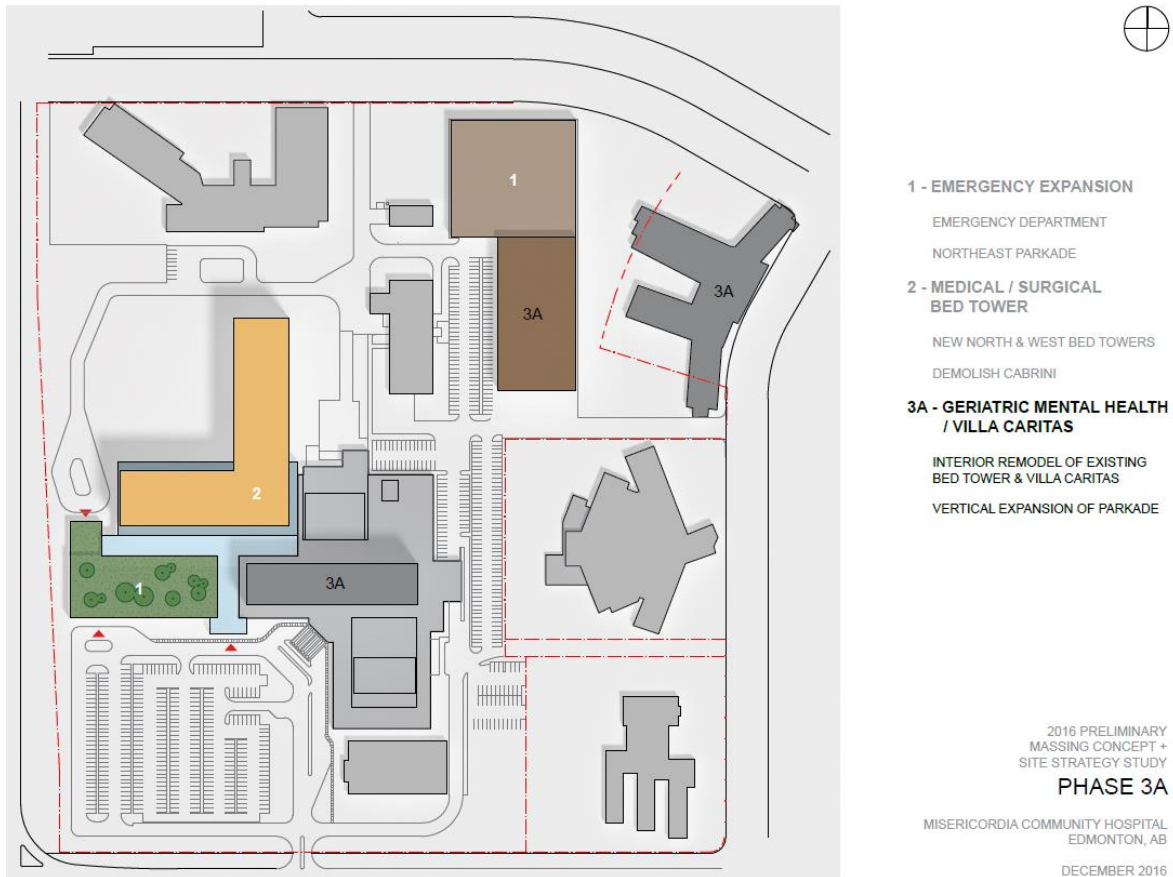 1
3A
3A
2
1
3A
1 - EMERGENCY EXPANSION
EMERGENCY DEPARTMENT
NORTHEAST PARKADE
2 - MEDICAL / SURGICAL
BED TOWER
NEW NORTH & WEST BED TOWERS
DEMOLISH CABRINI
3A - GERIATRIC MENTAL HEALTH
/ VILLA CARITAS
INTERIOR REMODEL OF EXISTING
BED TOWER & VILLA CARITAS
VERTICAL EXPANSION OF PARKADE
2016 PRELIMINARY
MASSING CONCEPT +
SITE STRATEGY STUDY
PHASE 3A
MISERICORDIA COMMUNITY HOSPITAL
EDMONTON, AB
DECEMBER 2016